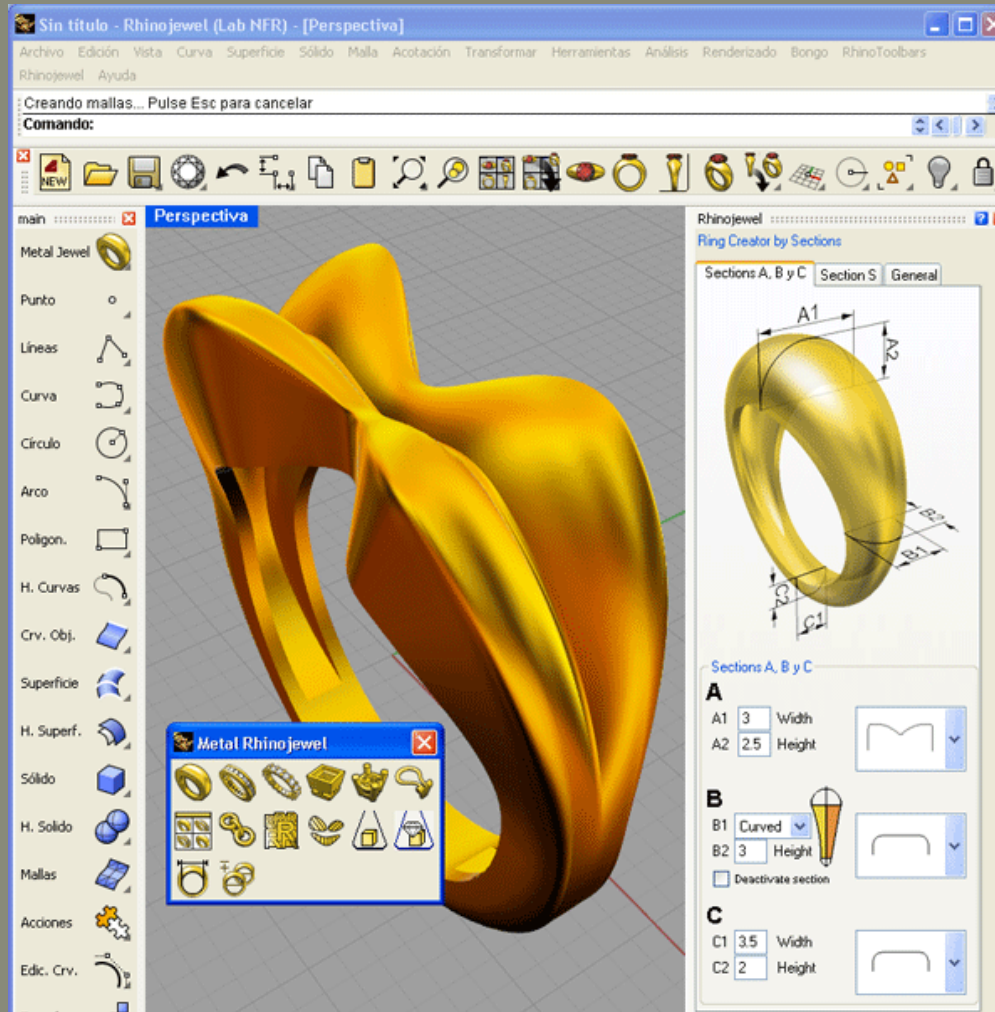 Sin título - Rhinojewel (Lab NFR) - [Perspectiva]
Archivo Edición Vista Curva Superficie Sólido Malla Acotación Transformar Herramientas Análisis Renderizado Bongo RhinoToolbars
Rhinojewel Ayuda
Creando mallas... Pulse Esc para cancelar
Comando:
NEW
main
Perspectiva
Metal Jewel
Punto
Líneas
Curva
Círculo
Arco
Poligon.
H. Curvas
Crv. Obj.
Superficie
H. Superf.
Sólido
H. Solido
Mallas
Acciones
Edic. Crv.
Metal Rhinojewel
Rhinojewel
Ring Creator by Sections
Sections A, B y C Section S General
A1
A2
B2
B1
C2
C1
Sections A, B y C
A
A1 3 Width
A2 2.5 Height
B
B1 Curved
B2 3 Height
Deactivate section
C
C1 3.5 Width
C2 2 Height